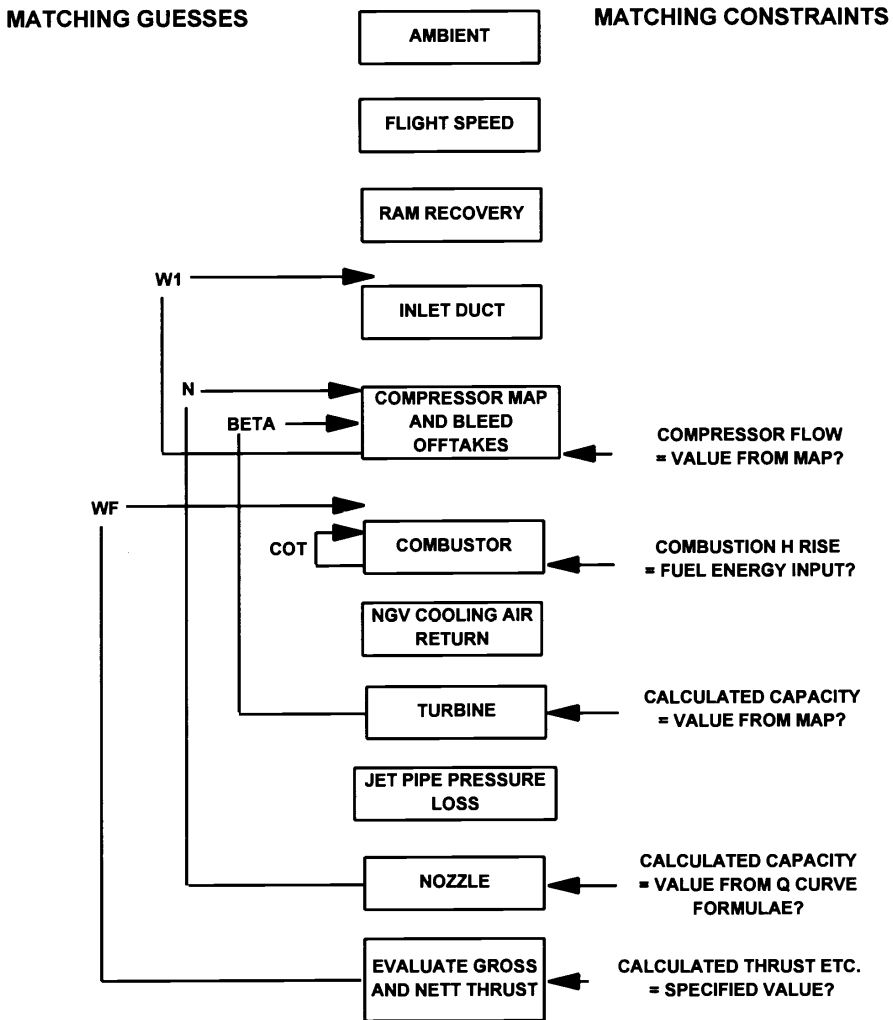 MATCHING GUESSES
MATCHING CONSTRAINTS
AMBIENT
FLIGHT SPEED
RAM RECOVERY
W1
INLET DUCT
N
BETA
COMPRESSOR MAP
AND BLEED
OFFTAKES
COMPRESSOR FLOW
= VALUE FROM MAP?
WF
COT
COMBUSTOR
COMBUSTION H RISE
= FUEL ENERGY INPUT?
NGV COOLING AIR
RETURN
TURBINE
CALCULATED CAPACITY
= VALUE FROM MAP?
JET PIPE PRESSURE
LOSS
NOZZLE
CALCULATED CAPACITY
= VALUE FROM Q CURVE
FORMULAE?
EVALUATE GROSS
AND NETT THRUST
CALCULATED THRUST ETC.
= SPECIFIED VALUE?